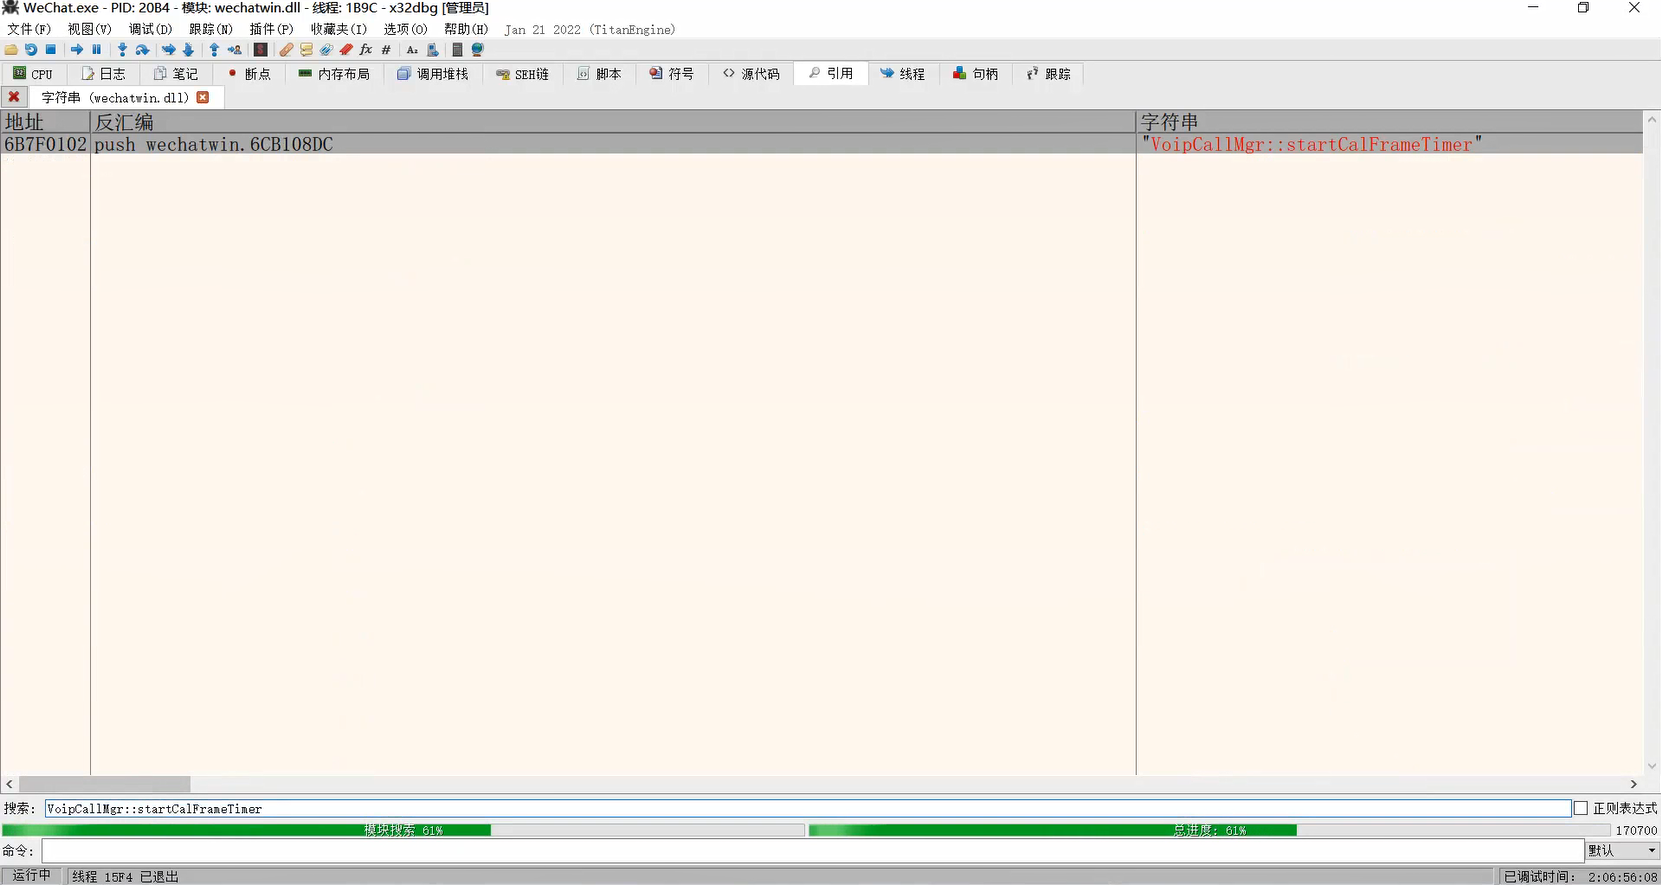 WeChat.exe - PID: 20B4 - 模块: wechatwin.dll - 线程: 1B9C - x32dbg [管理员]
文件(F) 视图(V) 调试(D) 跟踪(N) 插件(P) 收藏夹(I) 选项(O) 帮助(H) Jan 21 2022 (TitanEngine)
CPU 日志 笔记 断点 内存布局 调用堆栈 SEH链 脚本 符号 源代码 引用 线程 句柄 跟踪
字符串 (wechatwin.dll)
地址 反汇编 字符串
6B7F0102 push wechatwin.6CB108DC "VoipCallMgr::startCalFrameTimer"
搜索: VoipCallMgr::startCalFrameTimer 正则表达式
模块搜索 61% 总进度: 61% 170700
命令: 默认
运行中 线程 15F4 已退出 已调试时间: 2:06:56:08